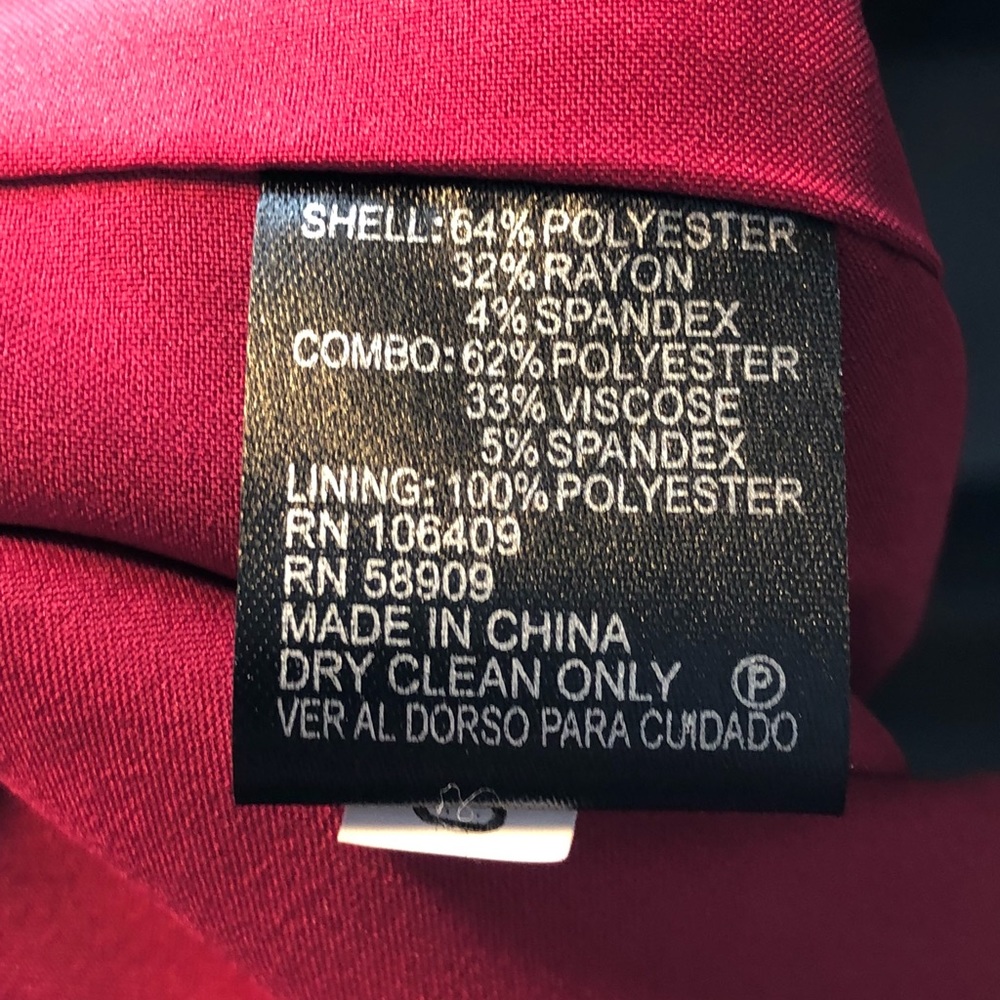 SHELL: 64% POLYESTER
32% RAYON
4% SPANDEX
COMBO: 62% POLYESTER
33% VISCOSE
5% SPANDEX
LINING: 100% POLYESTER
RN 106409
RN 58909
MADE IN CHINA
DRY CLEAN ONLY Ⓟ
VER AL DORSO PARA CUIDADO